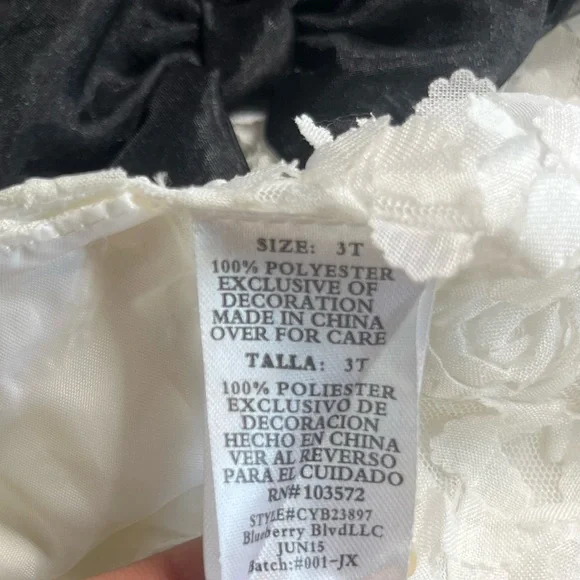 SIZE: 3T
100% POLYESTER
EXCLUSIVE OF
DECORATION
MADE IN CHINA
OVER FOR CARE
TALLA: 3T
100% POLIESTER
EXCLUSIVO DE
DECORACION
HECHO EN CHINA
VER AL REVERSO
PARA EL CUIDADO
RN#103572
STYLE#CYB23897
Blueberry BlvdLLC
JUN15
Batch:#001-JX